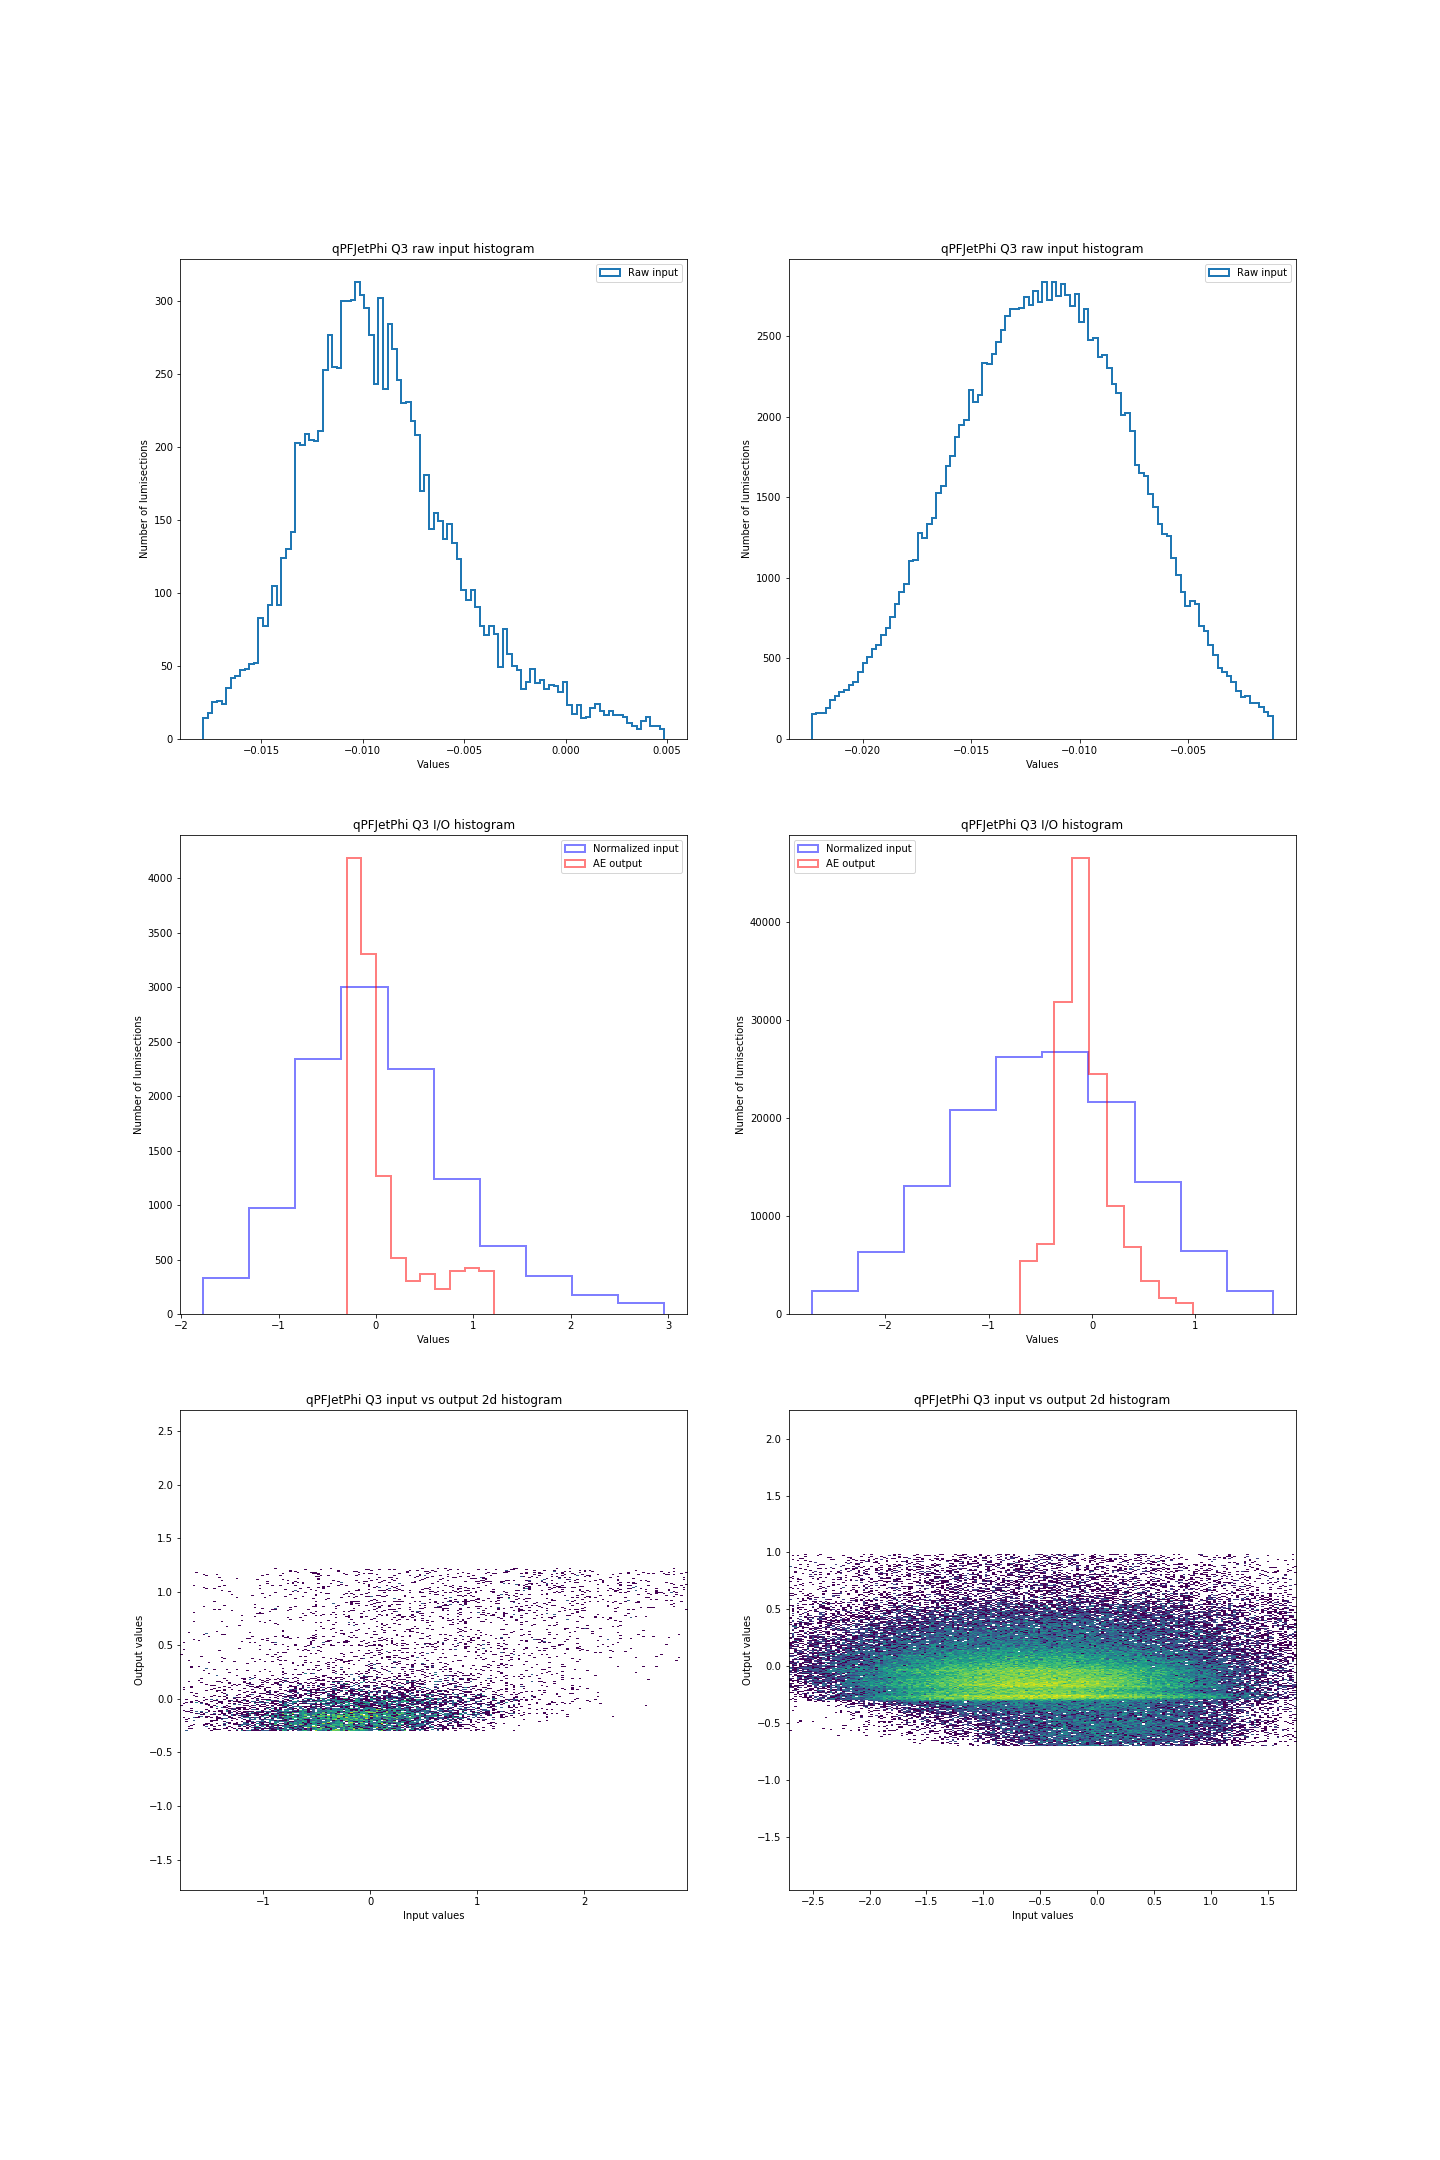 qPFJetPhi Q3 raw input histogram
Raw input
300
250
200
150
100
50
0
Number of lumisections
−0.015 −0.010 −0.005 0.000 0.005
Values
qPFJetPhi Q3 raw input histogram
Raw input
2500
2000
1500
1000
500
0
Number of lumisections
−0.020 −0.015 −0.010 −0.005
Values
qPFJetPhi Q3 I/O histogram
Normalized input
AE output
4000
3500
3000
2500
2000
1500
1000
500
0
Number of lumisections
−2 −1 0 1 2 3
Values
qPFJetPhi Q3 I/O histogram
Normalized input
AE output
40000
30000
20000
10000
0
Number of lumisections
−2 −1 0 1
Values
qPFJetPhi Q3 input vs output 2d histogram
2.5
2.0
1.5
1.0
0.5
0.0
−0.5
−1.0
−1.5
Output values
−1 0 1 2
Input values
qPFJetPhi Q3 input vs output 2d histogram
2.0
1.5
1.0
0.5
0.0
−0.5
−1.0
−1.5
Output values
−2.5 −2.0 −1.5 −1.0 −0.5 0.0 0.5 1.0 1.5
Input values